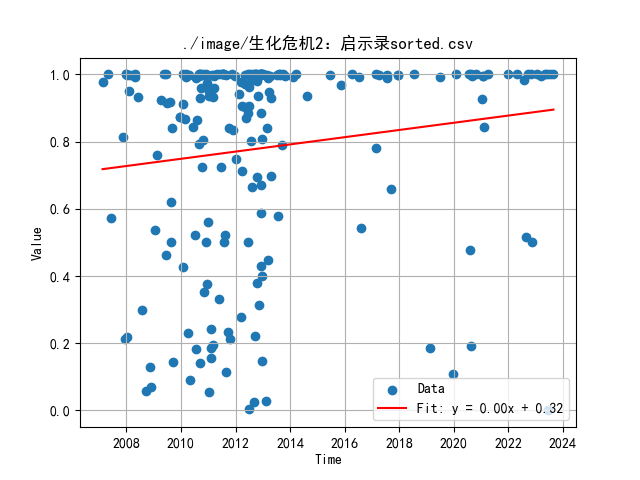 ./image/生化危机2: 启示录sorted.csv
Value
1.0
0.8
0.6
0.4
0.2
0.0
2008 2010 2012 2014 2016 2018 2020 2022 2024
Time
Data
Fit: y = 0.00x + 0.32